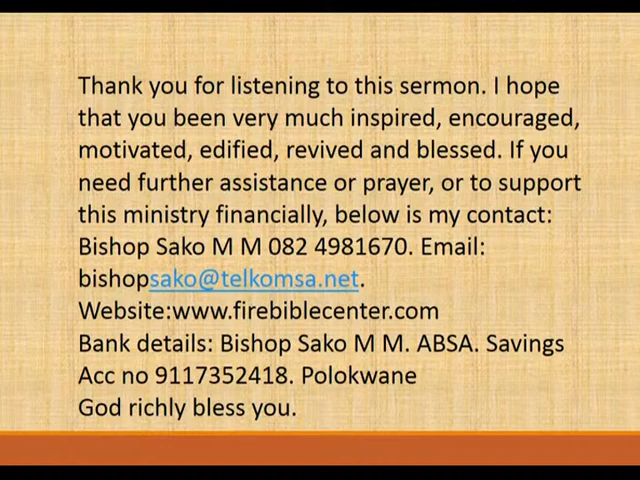 Thank you for listening to this sermon. I hope
that you been very much inspired, encouraged,
motivated, edified, revived and blessed. If you
need further assistance or prayer, or to support
this ministry financially, below is my contact:
Bishop Sako M M 082 4981670. Email:
bishopsako@telkomsa.net.
Website:www.firebiblecenter.com
Bank details: Bishop Sako M M. ABSA. Savings
Acc no 9117352418. Polokwane
God richly bless you.